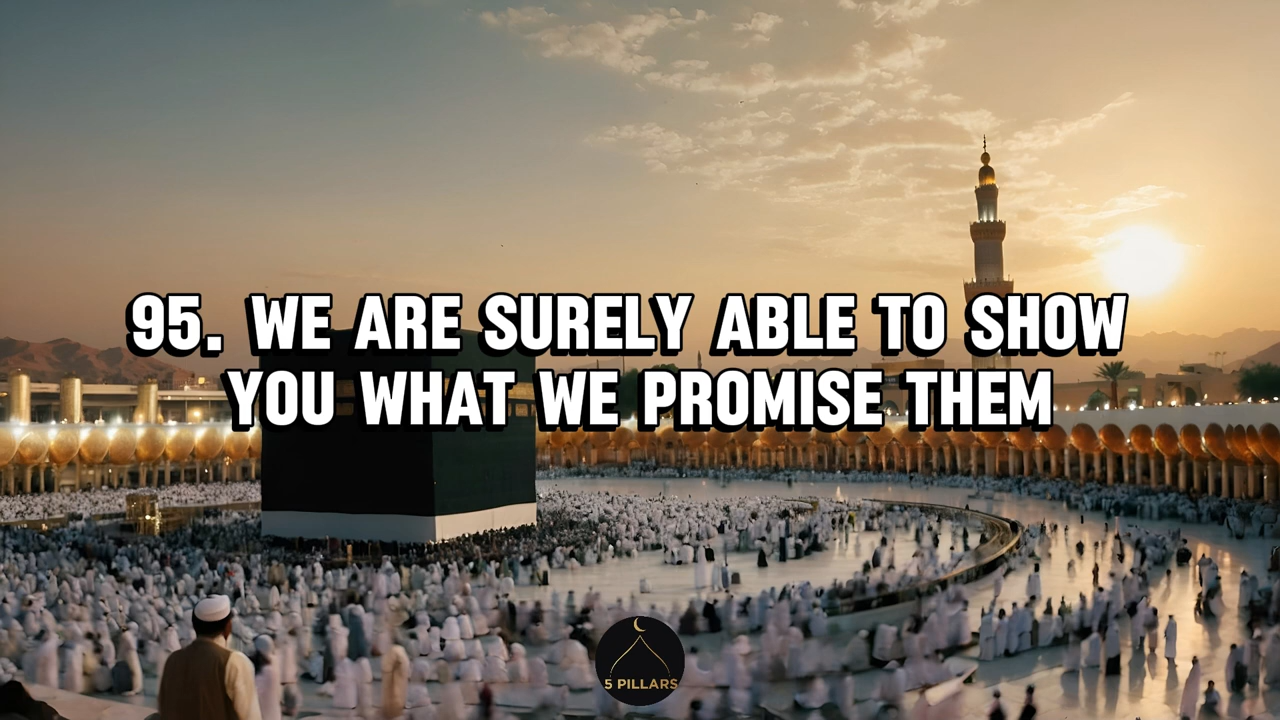 95. WE ARE SURELY ABLE TO SHOW
YOU WHAT WE PROMISE THEM
5 PILLARS